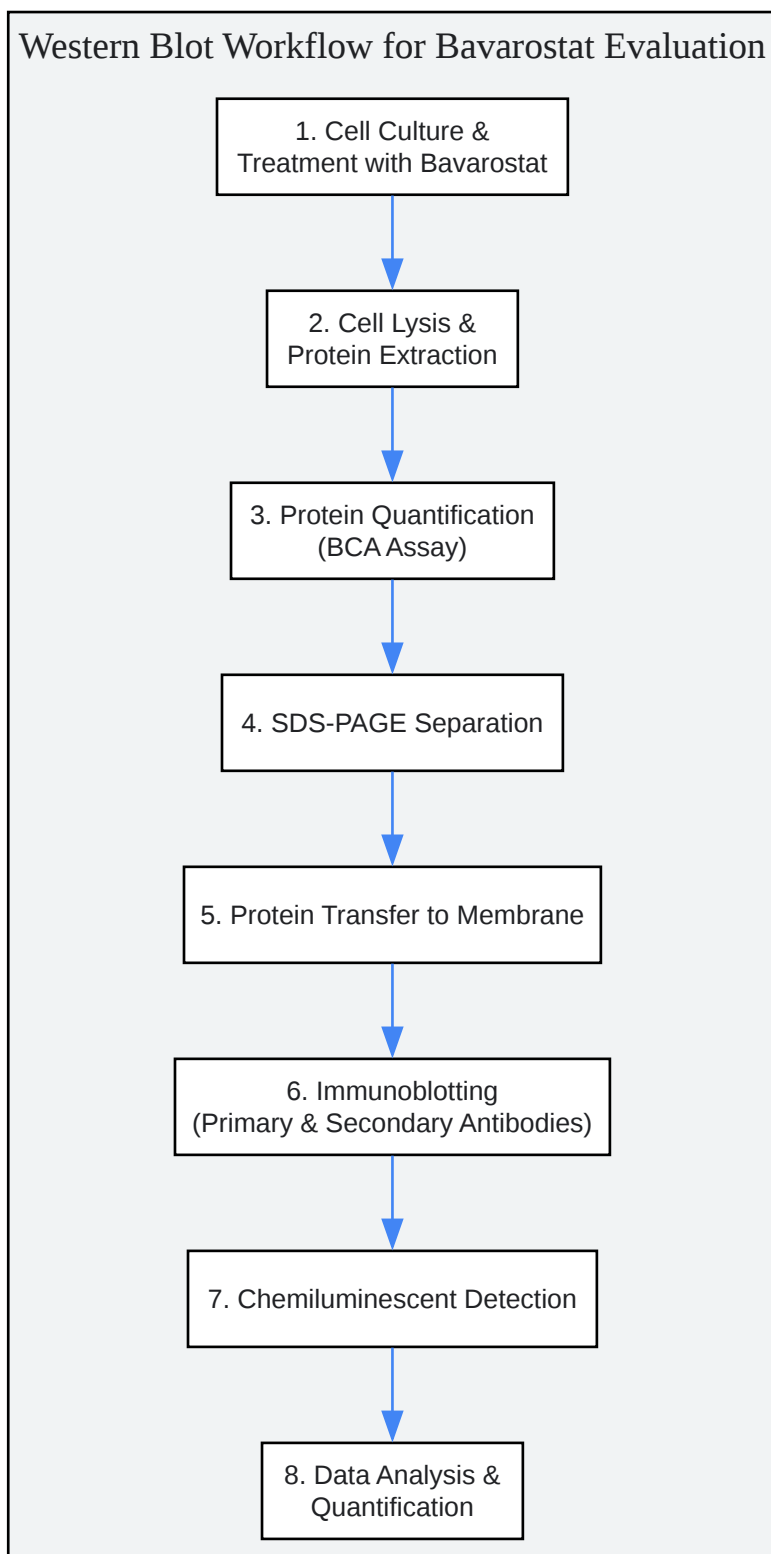 Western Blot Workflow for Bavarostat Evaluation
1. Cell Culture &
Treatment with Bavarostat
2. Cell Lysis &
Protein Extraction
3. Protein Quantification
(BCA Assay)
4. SDS-PAGE Separation
5. Protein Transfer to Membrane
6. Immunoblotting
(Primary & Secondary Antibodies)
7. Chemiluminescent Detection
8. Data Analysis &
Quantification